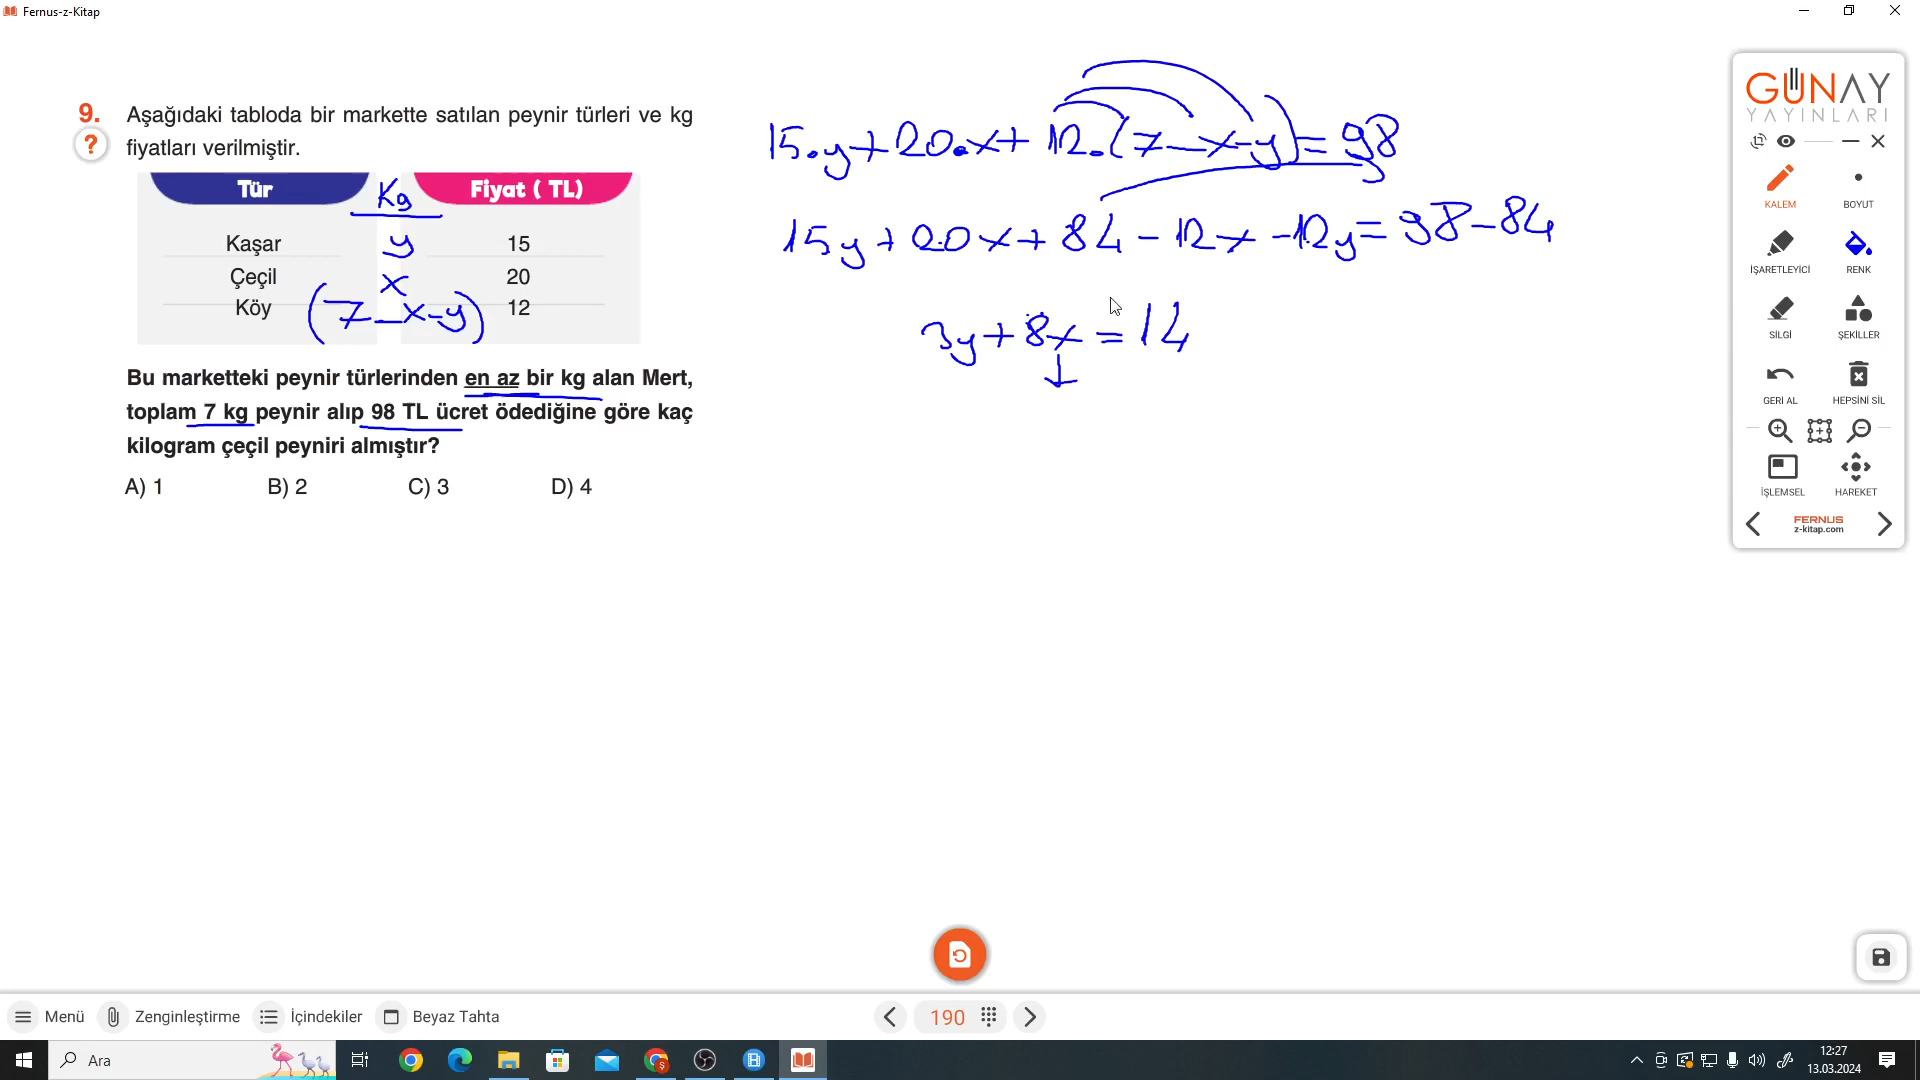 Fernus-z-Kitap
9. Aşağıdaki tabloda bir markette satılan peynir türleri ve kg
? fiyatları verilmiştir.
Tür Kg Fiyat ( TL)
Kaşar y 15
Çeçil x 20
Köy (7-x-y) 12
Bu marketteki peynir türlerinden en az bir kg alan Mert,
toplam 7 kg peynir alıp 98 TL ücret ödediğine göre kaç
kilogram çeçil peyniri almıştır?
A) 1 B) 2 C) 3 D) 4
15.y+20.x+12.(7-x-y)=98
15y+20x+84-12x-12y=98-84
3y+8x=14
GÜNAY
YAYINLARI
KALEM BOYUT
İŞARETLEYİCİ RENK
SİLGİ ŞEKİLLER
GERİ AL HEPSİNİ SİL
İŞLEMSEL HAREKET
FERNUS
z-kitap.com
Menü Zenginleştirme İçindekiler Beyaz Tahta 190
Ara
12:27
13.03.2024